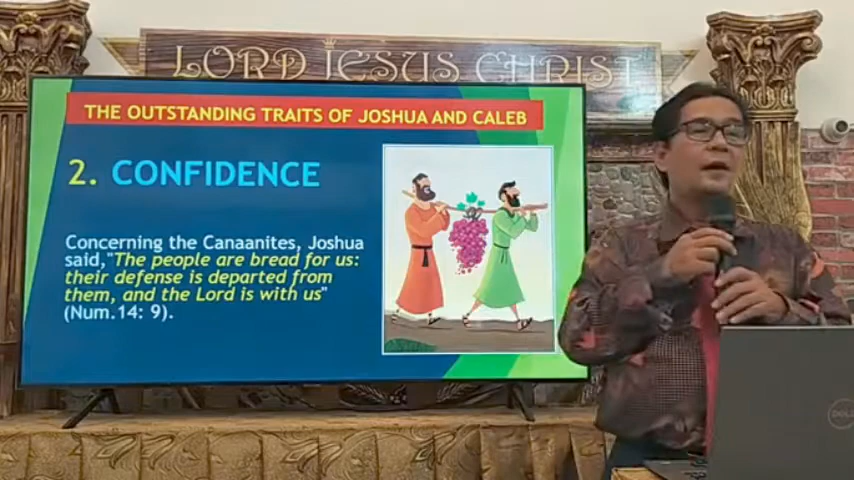 LORD JESUS CHRIST
THE OUTSTANDING TRAITS OF JOSHUA AND CALEB
2. CONFIDENCE
Concerning the Canaanites, Joshua
said,"The people are bread for us:
their defense is departed from
them, and the Lord is with us"
(Num.14: 9).
DELL